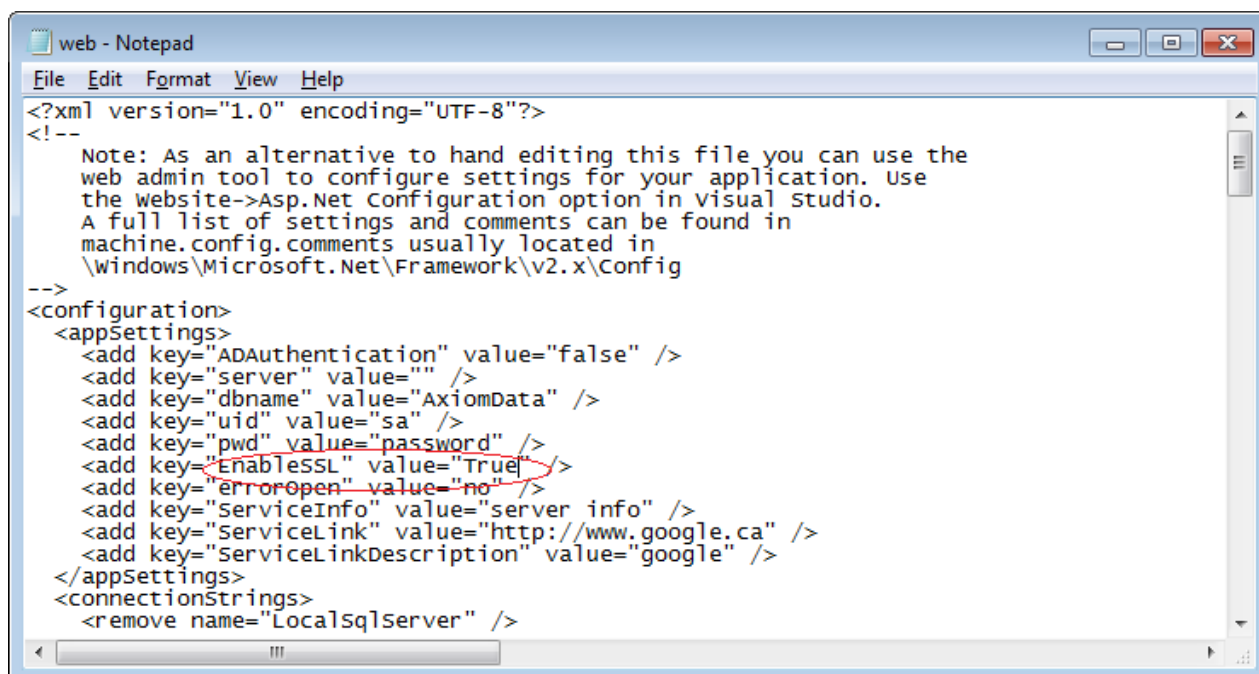 web - Notepad
File Edit Format View Help
<?xml version="1.0" encoding="UTF-8"?>
<!--
Note: As an alternative to hand editing this file you can use the
web admin tool to configure settings for your application. Use
the Website->Asp.Net Configuration option in Visual Studio.
A full list of settings and comments can be found in
machine.config.comments usually located in
\Windows\Microsoft.Net\Framework\v2.x\Config
-->
<configuration>
<appSettings>
<add key="ADAuthentication" value="false" />
<add key="server" value="" />
<add key="dbname" value="AxiomData" />
<add key="uid" value="sa" />
<add key="pwd" value="password" />
<add key="EnableSSL" value="True" />
<add key="errorOpen" value="no" />
<add key="ServiceInfo" value="server info" />
<add key="ServiceLink" value="http://www.google.ca" />
<add key="ServiceLinkDescription" value="google" />
</appSettings>
<connectionStrings>
<remove name="LocalSqlServer" />